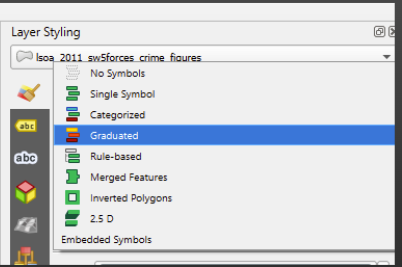 Layer Styling
lsoa_2011_sw5forces_crime_figures
No Symbols
Single Symbol
Categorized
Graduated
Rule-based
Merged Features
Inverted Polygons
2.5 D
Embedded Symbols
abc
abc